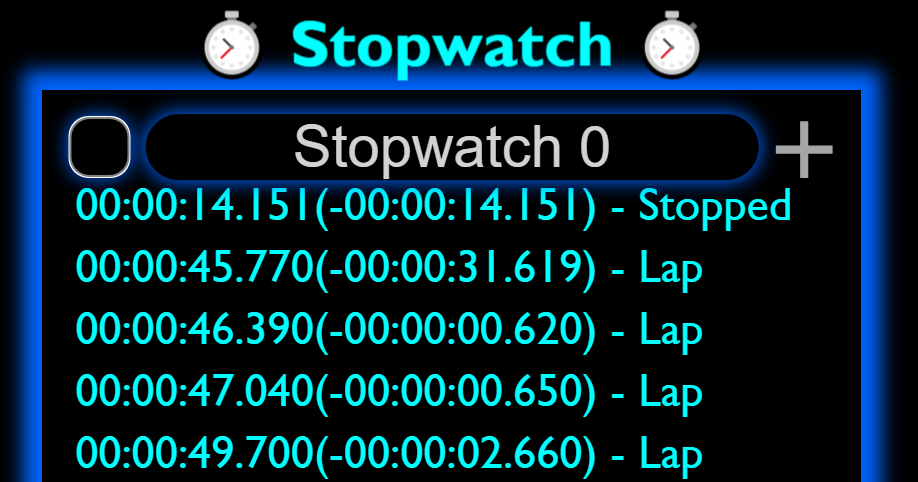 Stopwatch
Stopwatch 0
00:00:14.151(-00:00:14.151) - Stopped
00:00:45.770(-00:00:31.619) - Lap
00:00:46.390(-00:00:00.620) - Lap
00:00:47.040(-00:00:00.650) - Lap
00:00:49.700(-00:00:02.660) - Lap